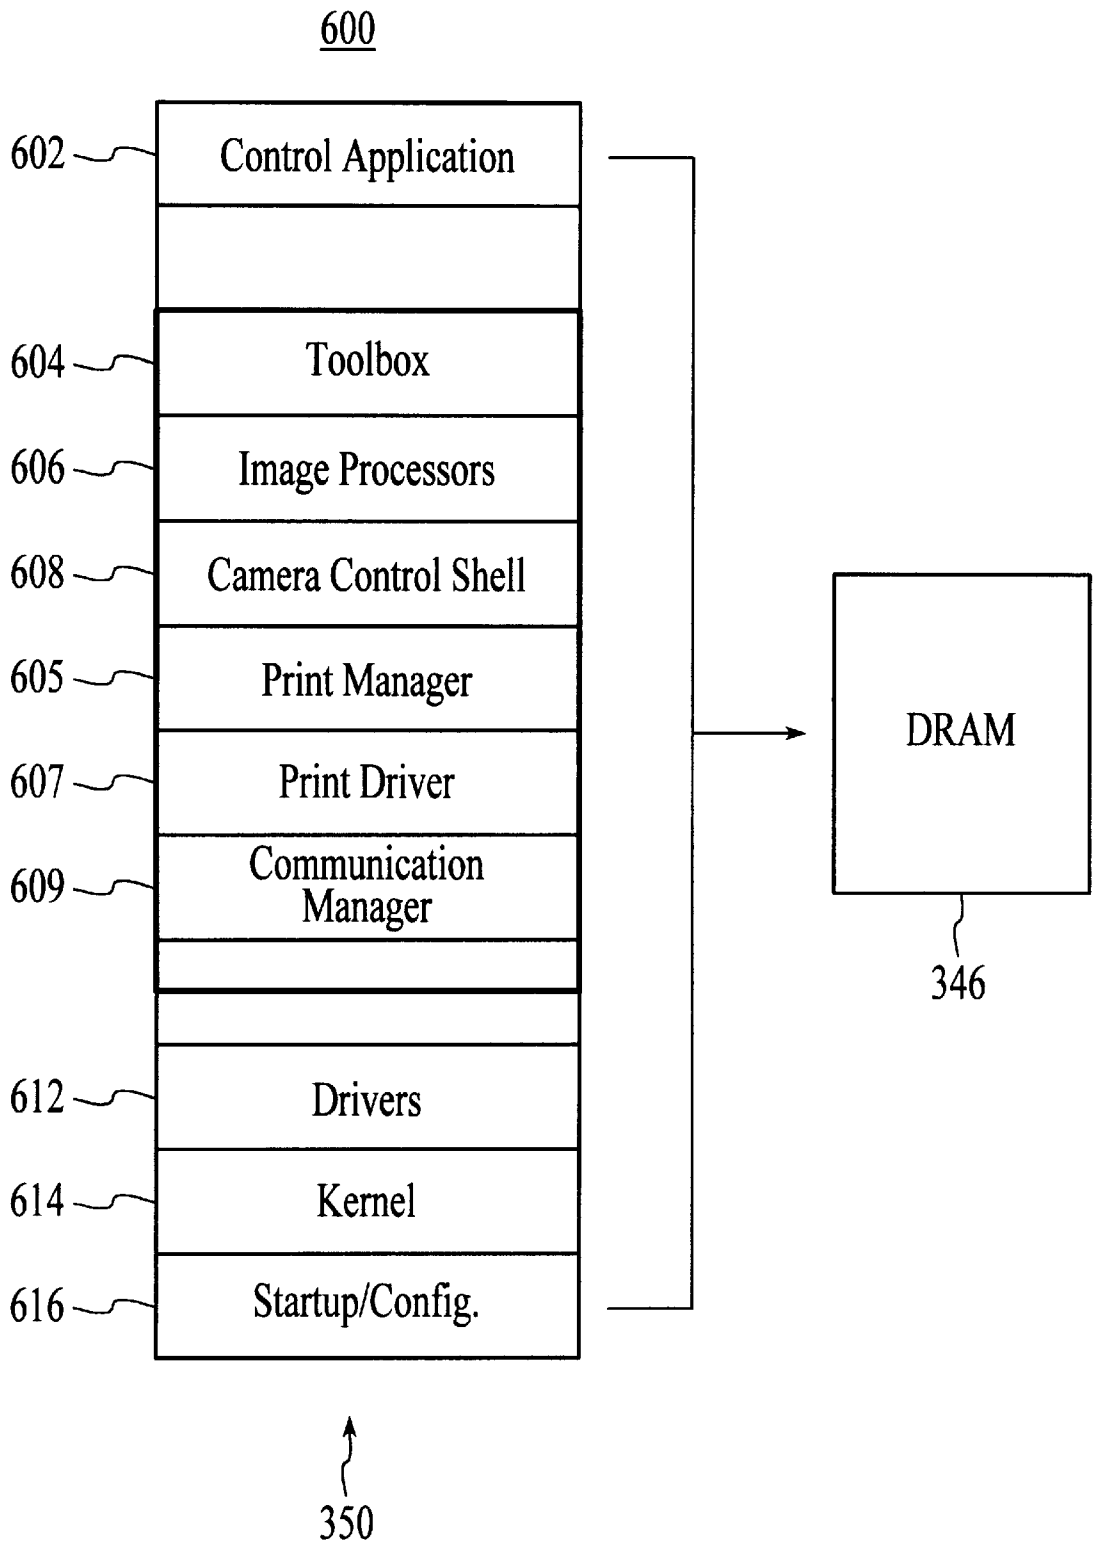 600
602 Control Application
604 Toolbox
606 Image Processors
608 Camera Control Shell
605 Print Manager
DRAM
607 Print Driver
609 Communication
Manager
346
612 Drivers
614 Kernel
616 Startup/Config.
350